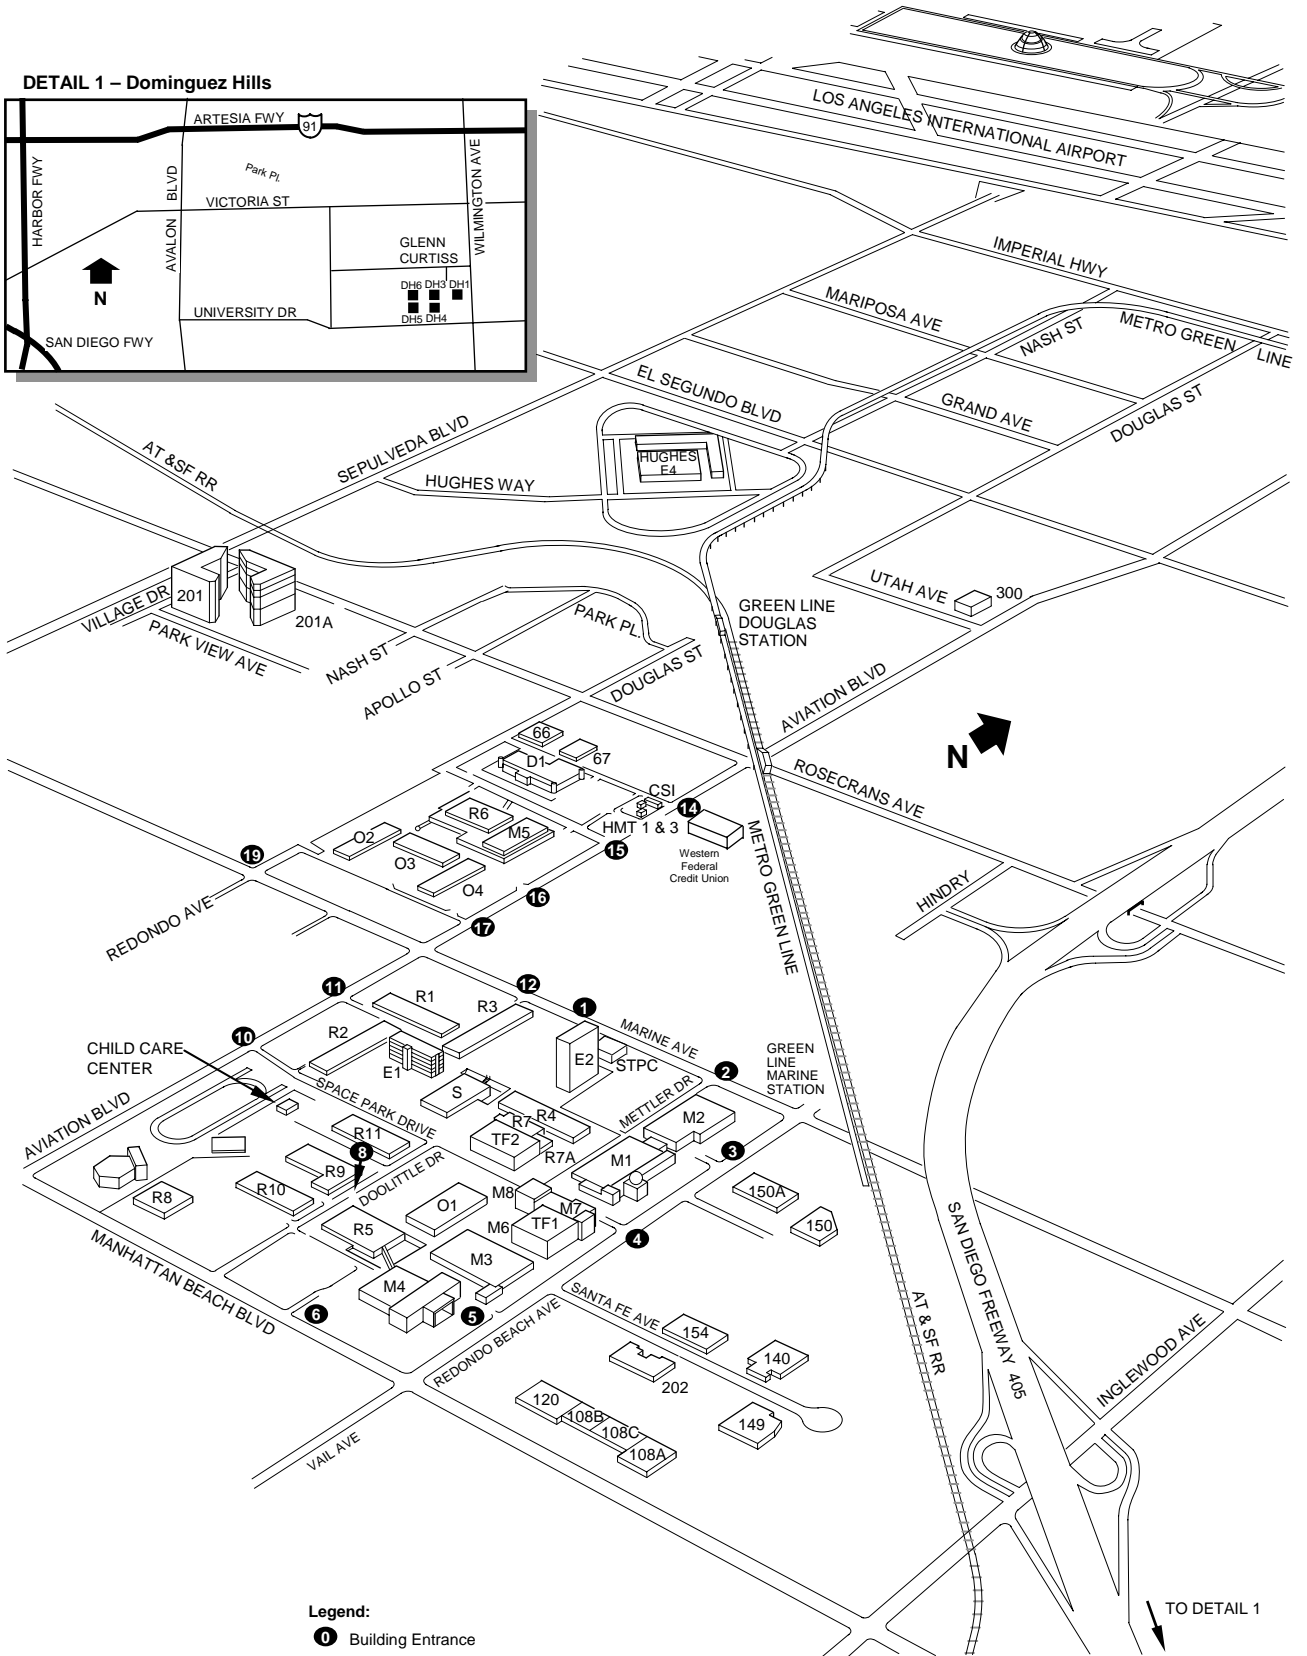 DETAIL 1 – Dominguez Hills
ARTESIA FWY
91
HARBOR FWY
AVALON BLVD
Park Pl.
VICTORIA ST
WILMINGTON AVE
GLENN
CURTISS
N
DH6 DH3 DH1
DH5 DH4
UNIVERSITY DR
SAN DIEGO FWY
LOS ANGELES INTERNATIONAL AIRPORT
IMPERIAL HWY
MARIPOSA AVE
NASH ST
METRO GREEN LINE
EL SEGUNDO BLVD
GRAND AVE
DOUGLAS ST
AT &SF RR
SEPULVEDA BLVD
HUGHES WAY
HUGHES
E4
VILLAGE DR
201
201A
PARK VIEW AVE
NASH ST
APOLLO ST
PARK PL.
DOUGLAS ST
UTAH AVE
300
GREEN LINE
DOUGLAS
STATION
AVIATION BLVD
N
ROSECRANS AVE
HINDRY
66
67
D1
CSI
14
HMT 1 & 3
R6
M5
15
Western
Federal
Credit Union
METRO GREEN LINE
O2
O3
O4
16
17
19
REDONDO AVE
11
12
1
R1
R3
R2
E1
10
CHILD CARE
CENTER
AVIATION BLVD
SPACE PARK DRIVE
S
E2
STPC
MARINE AVE
2
GREEN
LINE
MARINE
STATION
METTLER DR
R4
R7
TF2
R7A
M2
3
M1
R11
8
R9
DOOLITTLE DR
R10
R8
O1
M8
M7
M6
TF1
150A
150
4
R5
M3
M4
MANHATTAN BEACH BLVD
6
5
REDONDO BEACH AVE
SANTA FE AVE
154
140
202
149
120
108B
108C
108A
VAIL AVE
AT & SF RR
SAN DIEGO FREEWAY 405
INGLEWOOD AVE
TO DETAIL 1
Legend:
0 Building Entrance